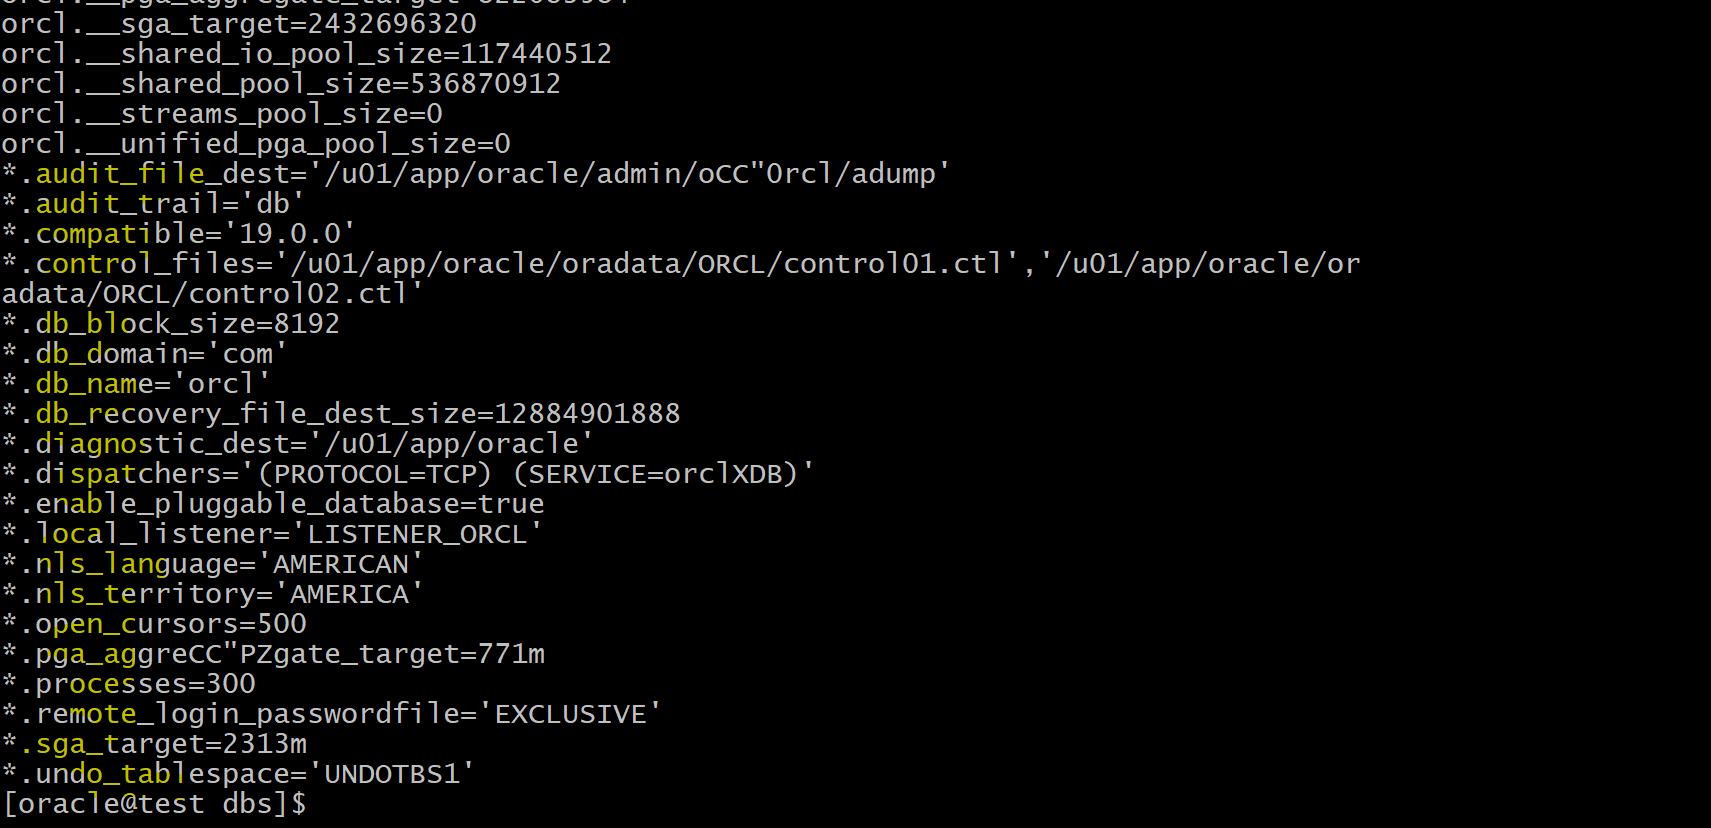 orcl.__pga_aggregate_target
orcl.__sga_target=2432696320
orcl.__shared_io_pool_size=117440512
orcl.__shared_pool_size=536870912
orcl.__streams_pool_size=0
orcl.__unified_pga_pool_size=0
*.audit_file_dest='/u01/app/oracle/admin/oCC"0rcl/adump'
*.audit_trail='db'
*.compatible='19.0.0'
*.control_files='/u01/app/oracle/oradata/ORCL/control01.ctl','/u01/app/oracle/or
adata/ORCL/control02.ctl'
*.db_block_size=8192
*.db_domain='com'
*.db_name='orcl'
*.db_recovery_file_dest_size=12884901888
*.diagnostic_dest='/u01/app/oracle'
*.dispatchers='(PROTOCOL=TCP) (SERVICE=orclXDB)'
*.enable_pluggable_database=true
*.local_listener='LISTENER_ORCL'
*.nls_language='AMERICAN'
*.nls_territory='AMERICA'
*.open_cursors=500
*.pga_aggreCC"PZgate_target=771m
*.processes=300
*.remote_login_passwordfile='EXCLUSIVE'
*.sga_target=2313m
*.undo_tablespace='UNDOTBS1'
[oracle@test dbs]$